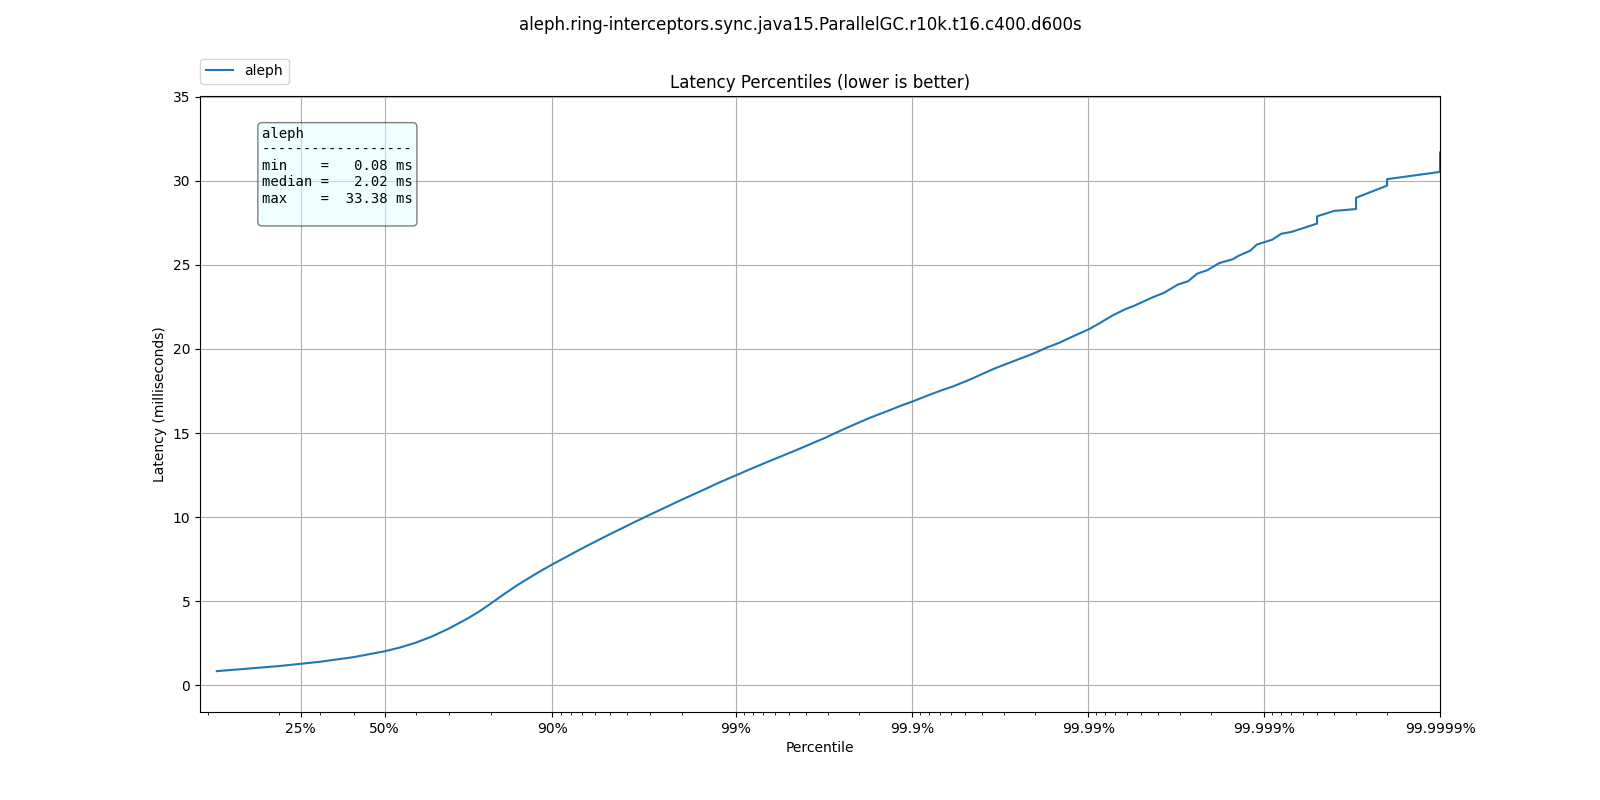 aleph.ring-interceptors.sync.java15.ParallelGC.r10k.t16.c400.d600s
aleph
Latency Percentiles (lower is better)
35
30
25
20
15
10
5
0
Latency (milliseconds)
aleph
------------------
min    =   0.08 ms
median =   2.02 ms
max    =  33.38 ms
25% 50% 90% 99% 99.9% 99.99% 99.999% 99.9999%
Percentile